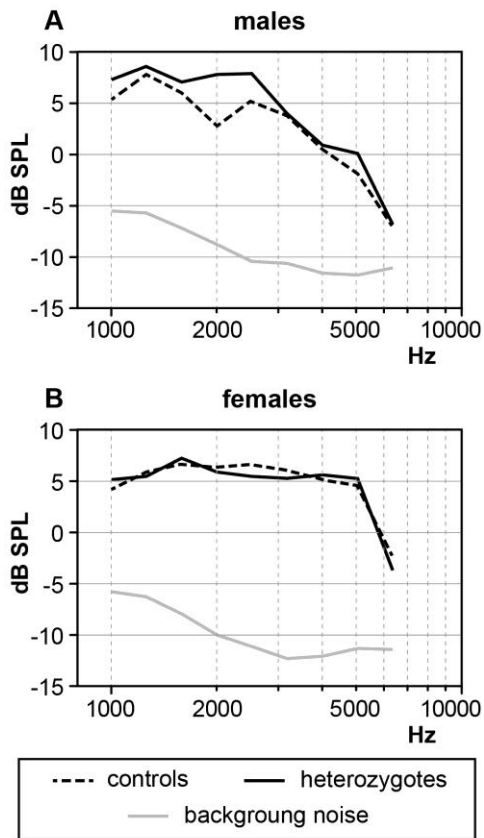 A males
10
5
0
-5
-10
-15
dB SPL
1000 2000 5000 10000
Hz
B females
10
5
0
-5
-10
-15
dB SPL
1000 2000 5000 10000
Hz
controls heterozygotes
backgroung noise